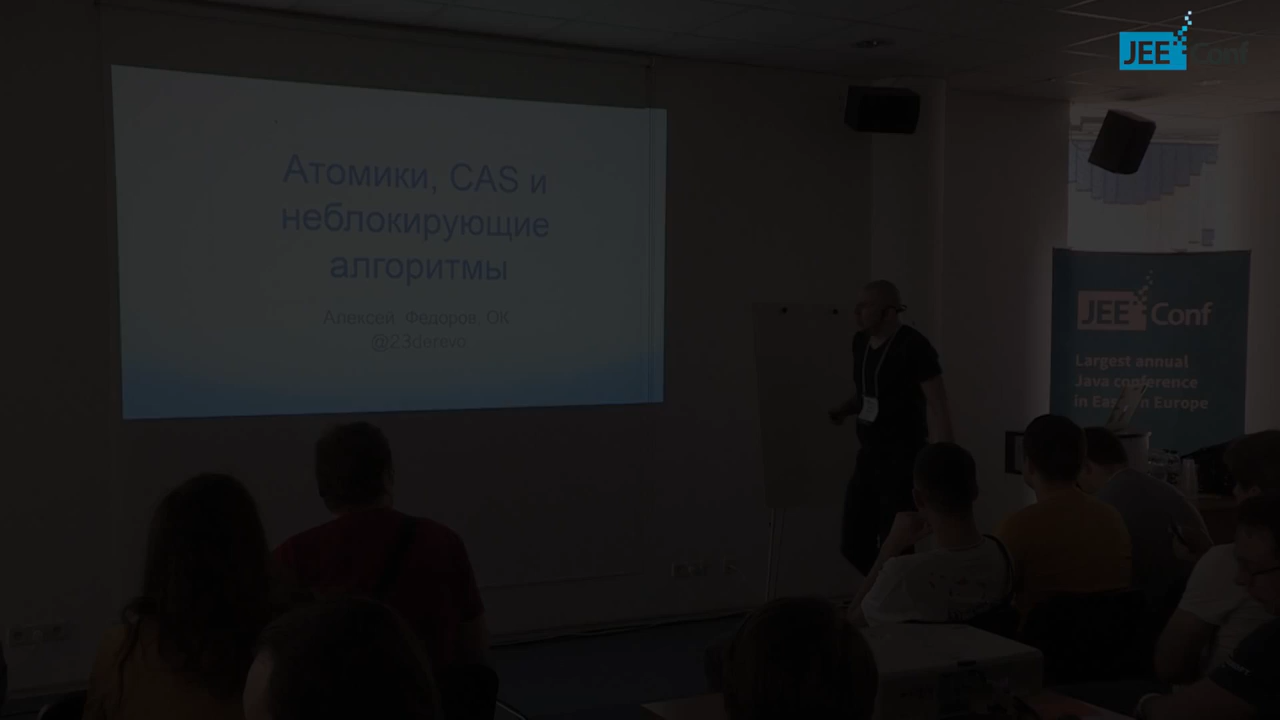 JEE Conf
Атомики, CAS и
неблокирующие
алгоритмы
Алексей Федоров, ОК
@23derevo
JEE Conf
Largest annual
Java conference
in Eastern Europe